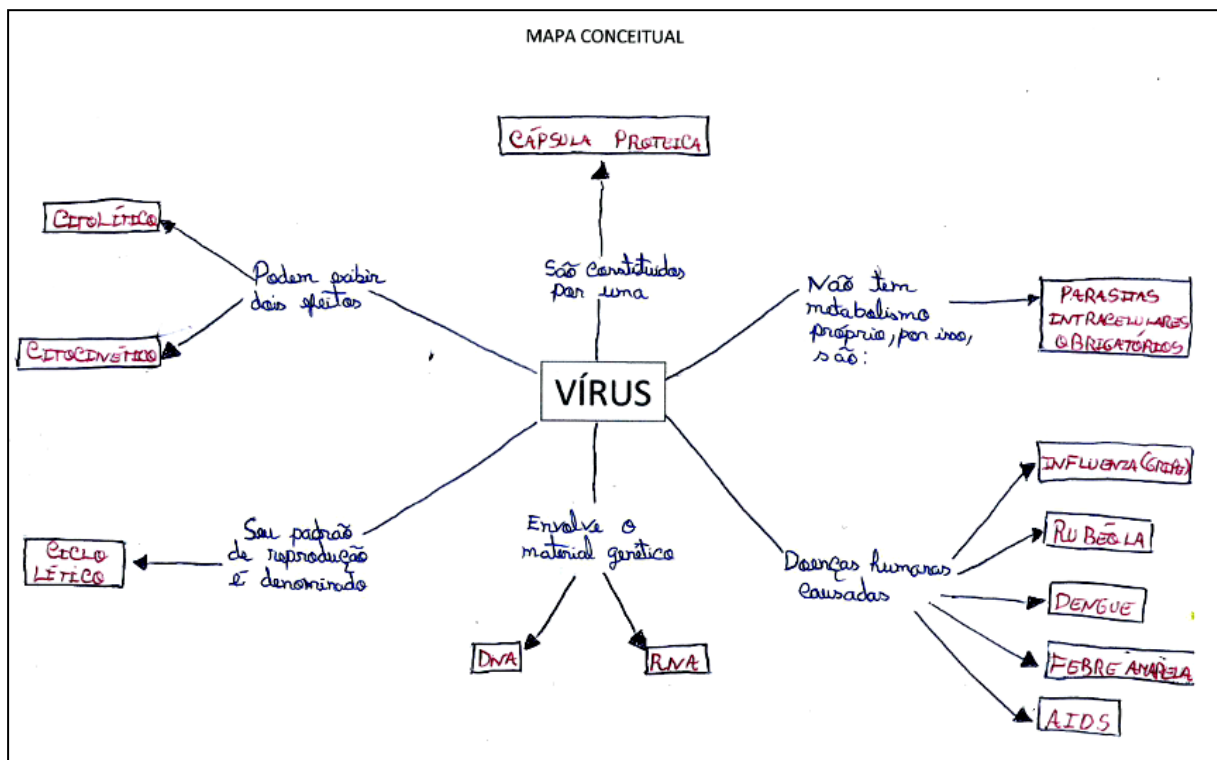 MAPA CONCEITUAL
CÁPSULA PROTEICA
CITOLÍTICO
Podem exibir
dois efeitos
CITOCINÉTICO
São constituídos
por uma
Não tem
metabolismo
próprio, por isso,
são:
PARASITAS
INTRACELULARES
OBRIGATÓRIOS
VÍRUS
Seu padrão
de reprodução
é denominado
CICLO
LÉTICO
Envolve o
material genético
DNA
RNA
Doenças humanas
causadas
INFLUENZA (GRIPE)
RUBÉOLA
DENGUE
FEBRE AMARELA
AIDS